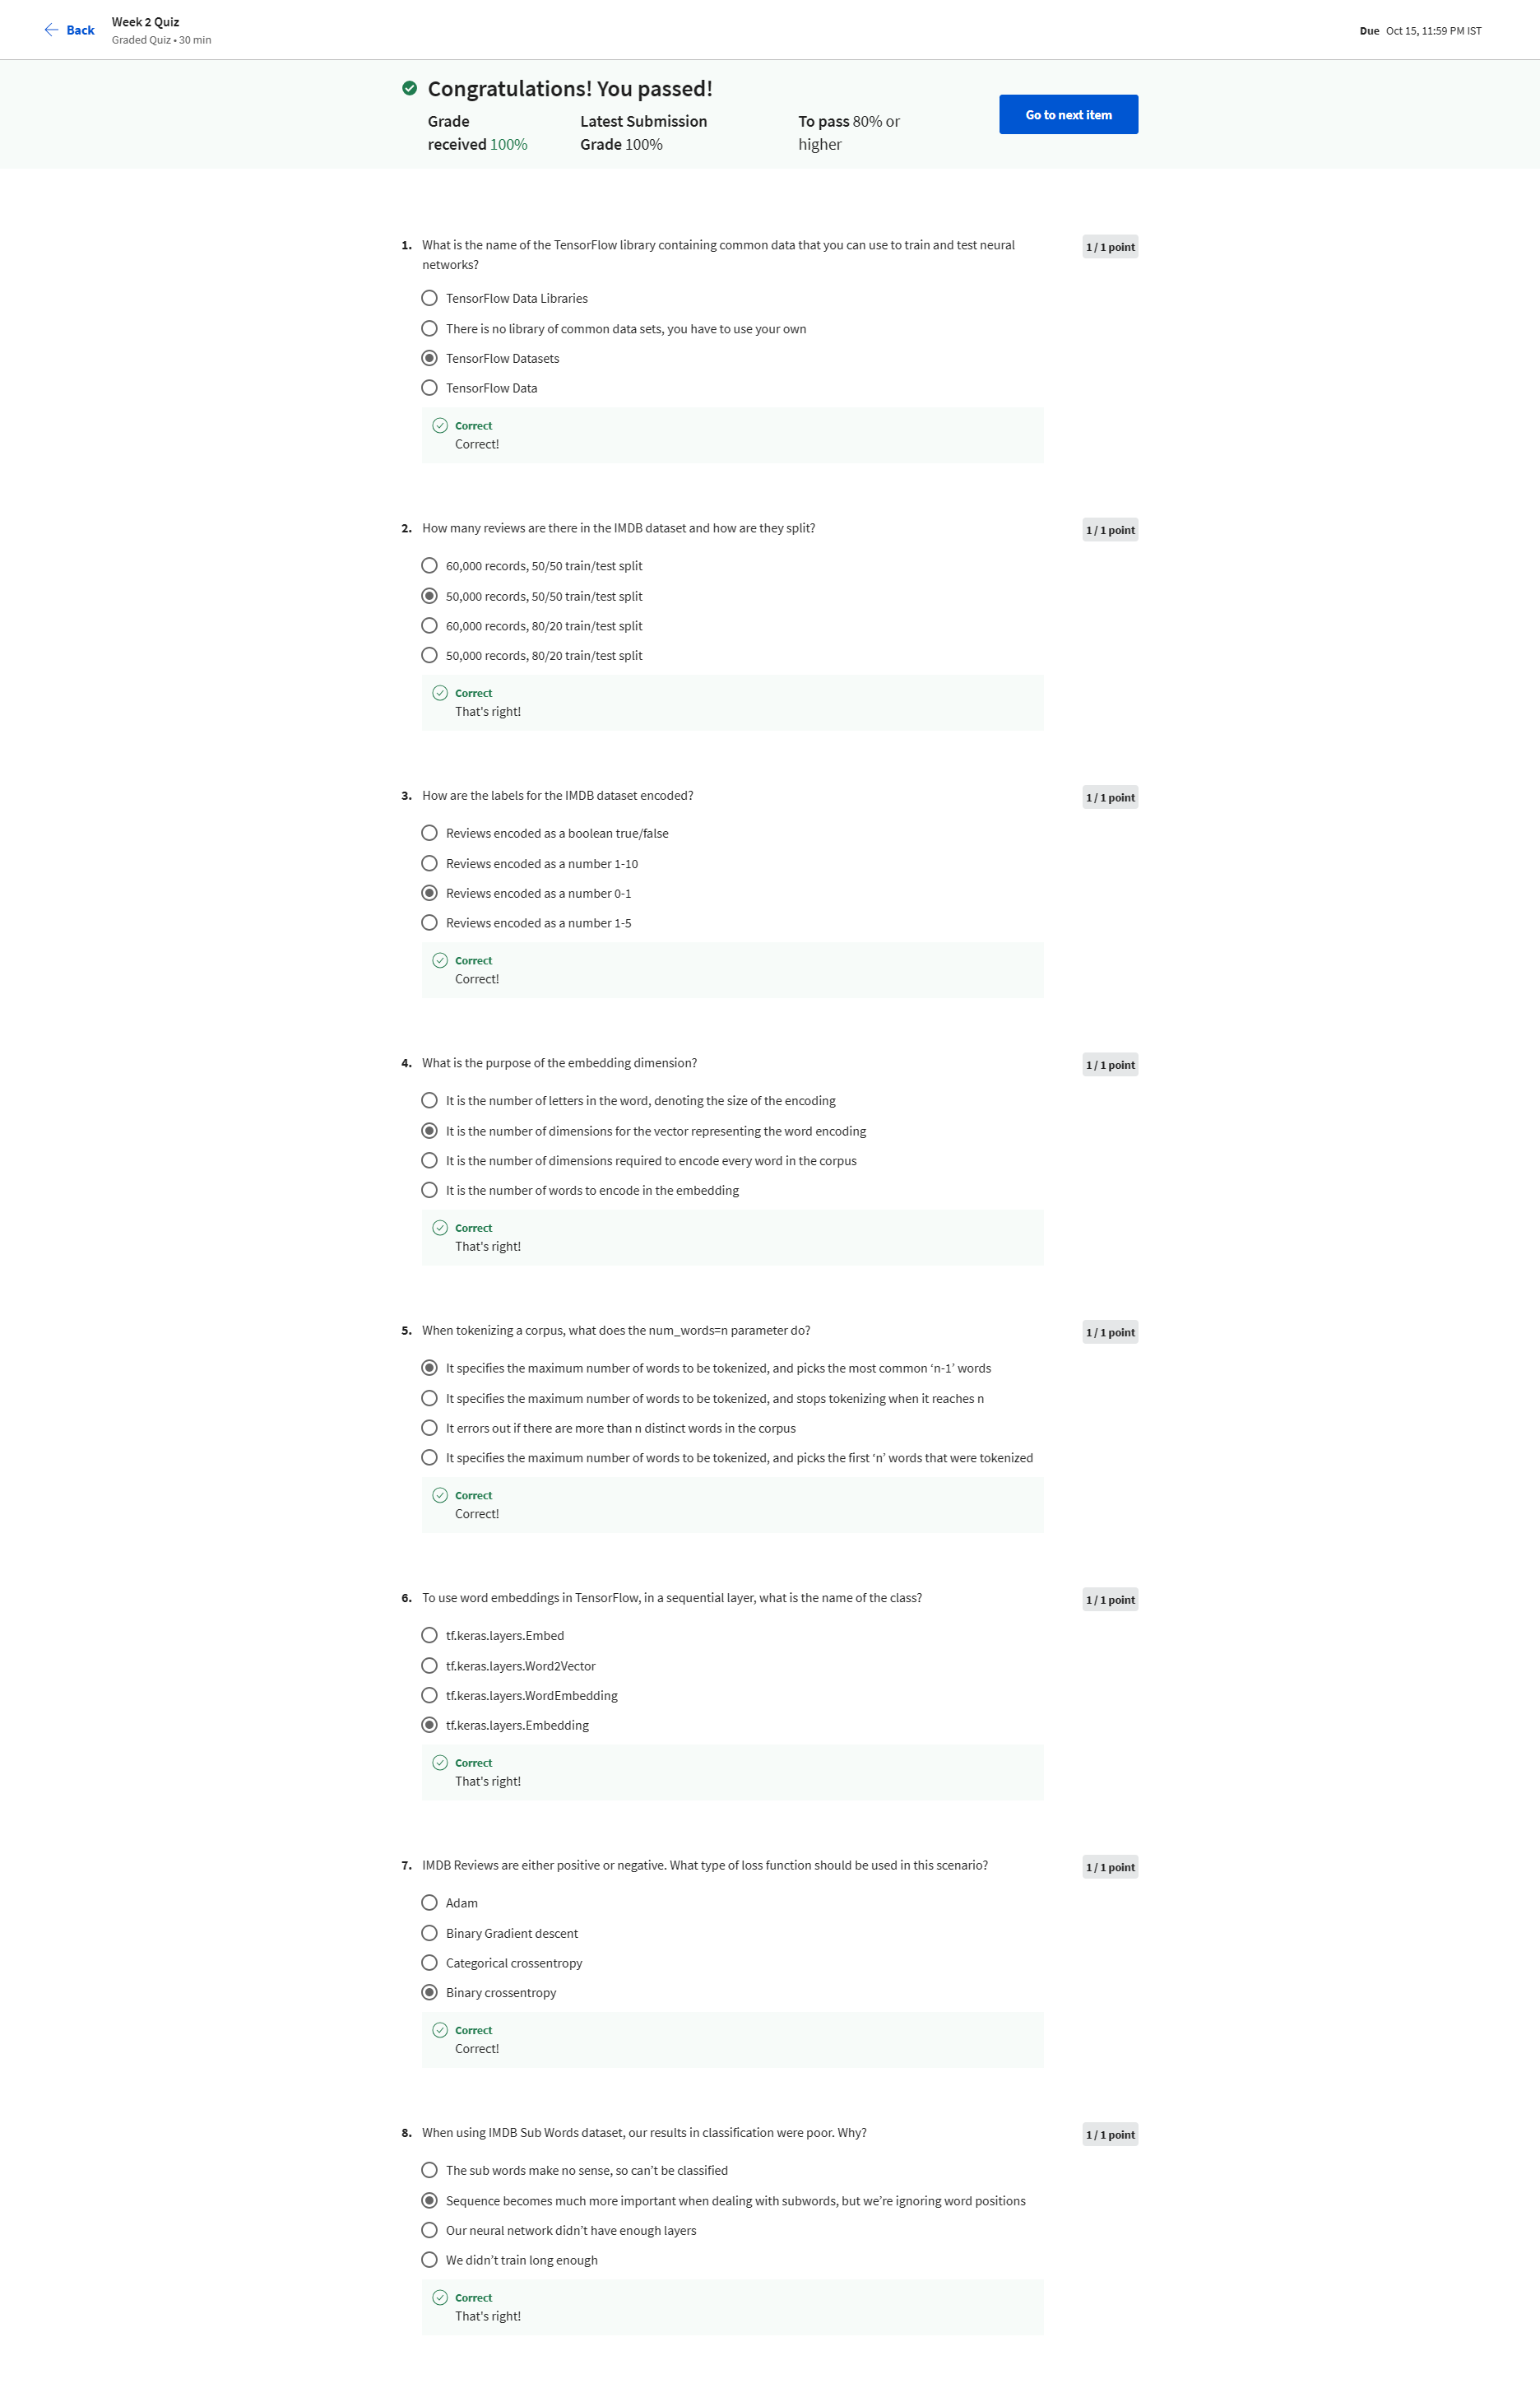 Back
Week 2 Quiz
Graded Quiz • 30 min
Due Oct 15, 11:59 PM IST
Congratulations! You passed!
Grade
received 100%
Latest Submission
Grade 100%
To pass 80% or
higher
Go to next item
1. What is the name of the TensorFlow library containing common data that you can use to train and test neural
networks?
1 / 1 point
TensorFlow Data Libraries
There is no library of common data sets, you have to use your own
TensorFlow Datasets
TensorFlow Data
Correct
Correct!
2. How many reviews are there in the IMDB dataset and how are they split?
1 / 1 point
60,000 records, 50/50 train/test split
50,000 records, 50/50 train/test split
60,000 records, 80/20 train/test split
50,000 records, 80/20 train/test split
Correct
That's right!
3. How are the labels for the IMDB dataset encoded?
1 / 1 point
Reviews encoded as a boolean true/false
Reviews encoded as a number 1-10
Reviews encoded as a number 0-1
Reviews encoded as a number 1-5
Correct
Correct!
4. What is the purpose of the embedding dimension?
1 / 1 point
It is the number of letters in the word, denoting the size of the encoding
It is the number of dimensions for the vector representing the word encoding
It is the number of dimensions required to encode every word in the corpus
It is the number of words to encode in the embedding
Correct
That's right!
5. When tokenizing a corpus, what does the num_words=n parameter do?
1 / 1 point
It specifies the maximum number of words to be tokenized, and picks the most common ‘n-1’ words
It specifies the maximum number of words to be tokenized, and stops tokenizing when it reaches n
It errors out if there are more than n distinct words in the corpus
It specifies the maximum number of words to be tokenized, and picks the first ‘n’ words that were tokenized
Correct
Correct!
6. To use word embeddings in TensorFlow, in a sequential layer, what is the name of the class?
1 / 1 point
tf.keras.layers.Embed
tf.keras.layers.Word2Vector
tf.keras.layers.WordEmbedding
tf.keras.layers.Embedding
Correct
That's right!
7. IMDB Reviews are either positive or negative. What type of loss function should be used in this scenario?
1 / 1 point
Adam
Binary Gradient descent
Categorical crossentropy
Binary crossentropy
Correct
Correct!
8. When using IMDB Sub Words dataset, our results in classification were poor. Why?
1 / 1 point
The sub words make no sense, so can’t be classified
Sequence becomes much more important when dealing with subwords, but we’re ignoring word positions
Our neural network didn’t have enough layers
We didn’t train long enough
Correct
That's right!